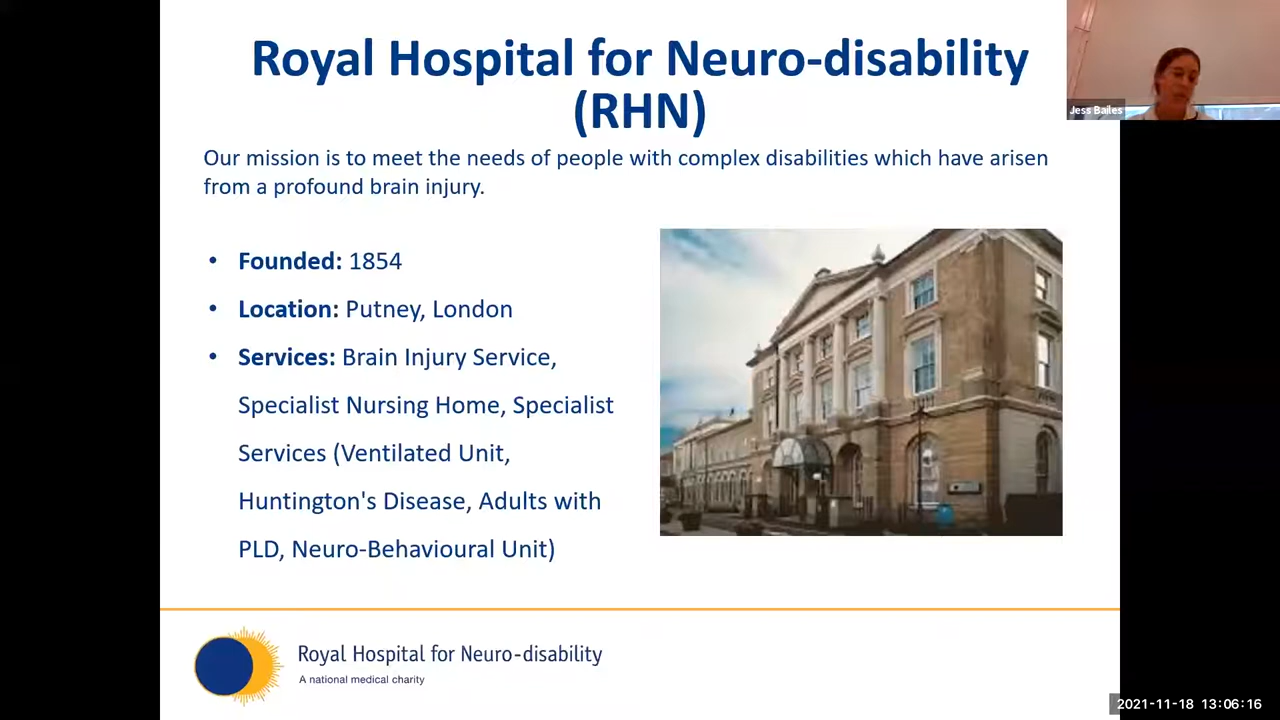 Royal Hospital for Neuro-disability
(RHN)
Our mission is to meet the needs of people with complex disabilities which have arisen
from a profound brain injury.
• Founded: 1854
• Location: Putney, London
• Services: Brain Injury Service,
Specialist Nursing Home, Specialist
Services (Ventilated Unit,
Huntington's Disease, Adults with
PLD, Neuro-Behavioural Unit)
Royal Hospital for Neuro-disability
A national medical charity
Jess Bailes
2021-11-18 13:06:16